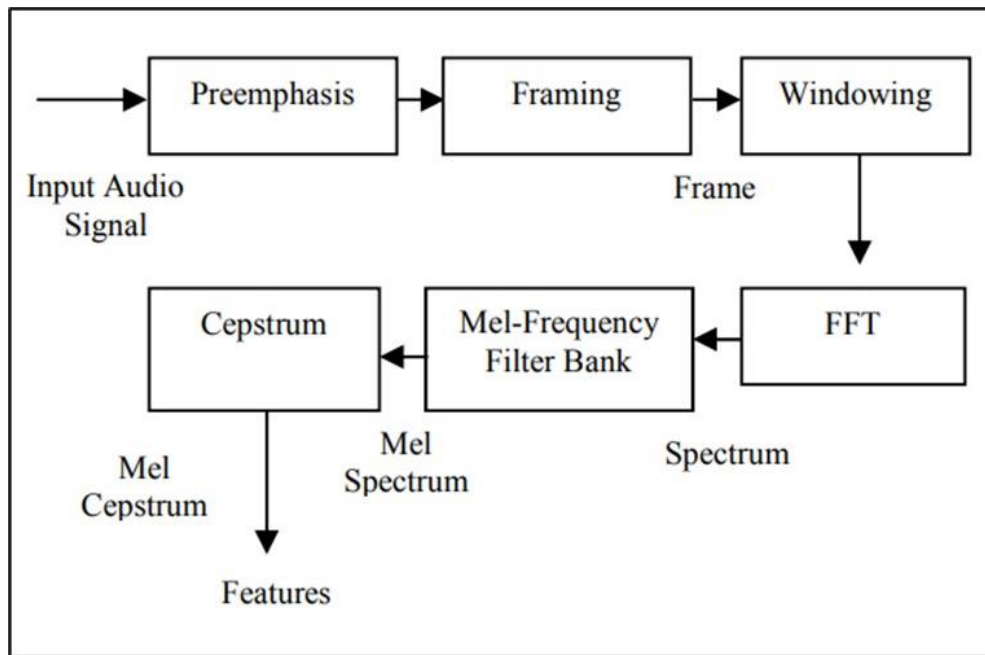 Preemphasis
Framing
Windowing
Input Audio
Signal
Frame
Cepstrum
Mel-Frequency
Filter Bank
FFT
Mel
Cepstrum
Mel
Spectrum
Spectrum
Features